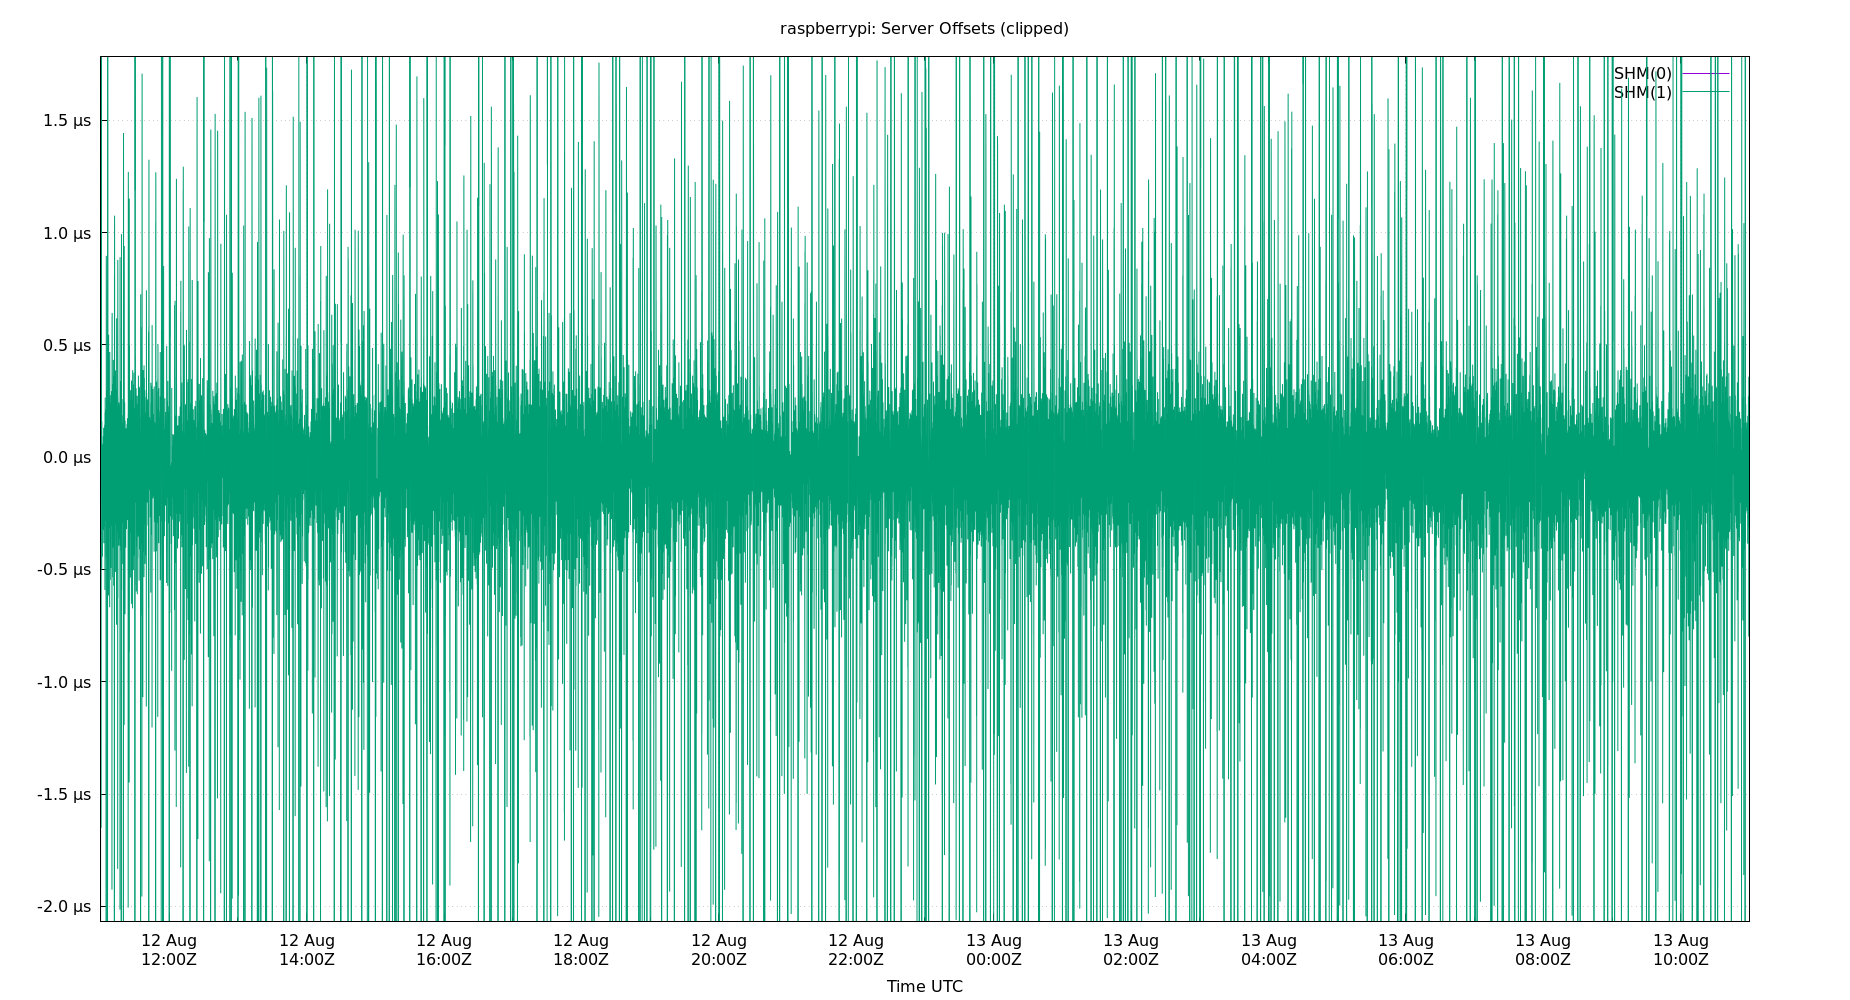 raspberrypi: Server Offsets (clipped)
SHM(0)
SHM(1)
1.5 µs
1.0 µs
0.5 µs
0.0 µs
-0.5 µs
-1.0 µs
-1.5 µs
-2.0 µs
12 Aug 12 Aug 12 Aug 12 Aug 12 Aug 12 Aug 13 Aug 13 Aug 13 Aug 13 Aug 13 Aug 13 Aug
12:00Z 14:00Z 16:00Z 18:00Z 20:00Z 22:00Z 00:00Z 02:00Z 04:00Z 06:00Z 08:00Z 10:00Z
Time UTC